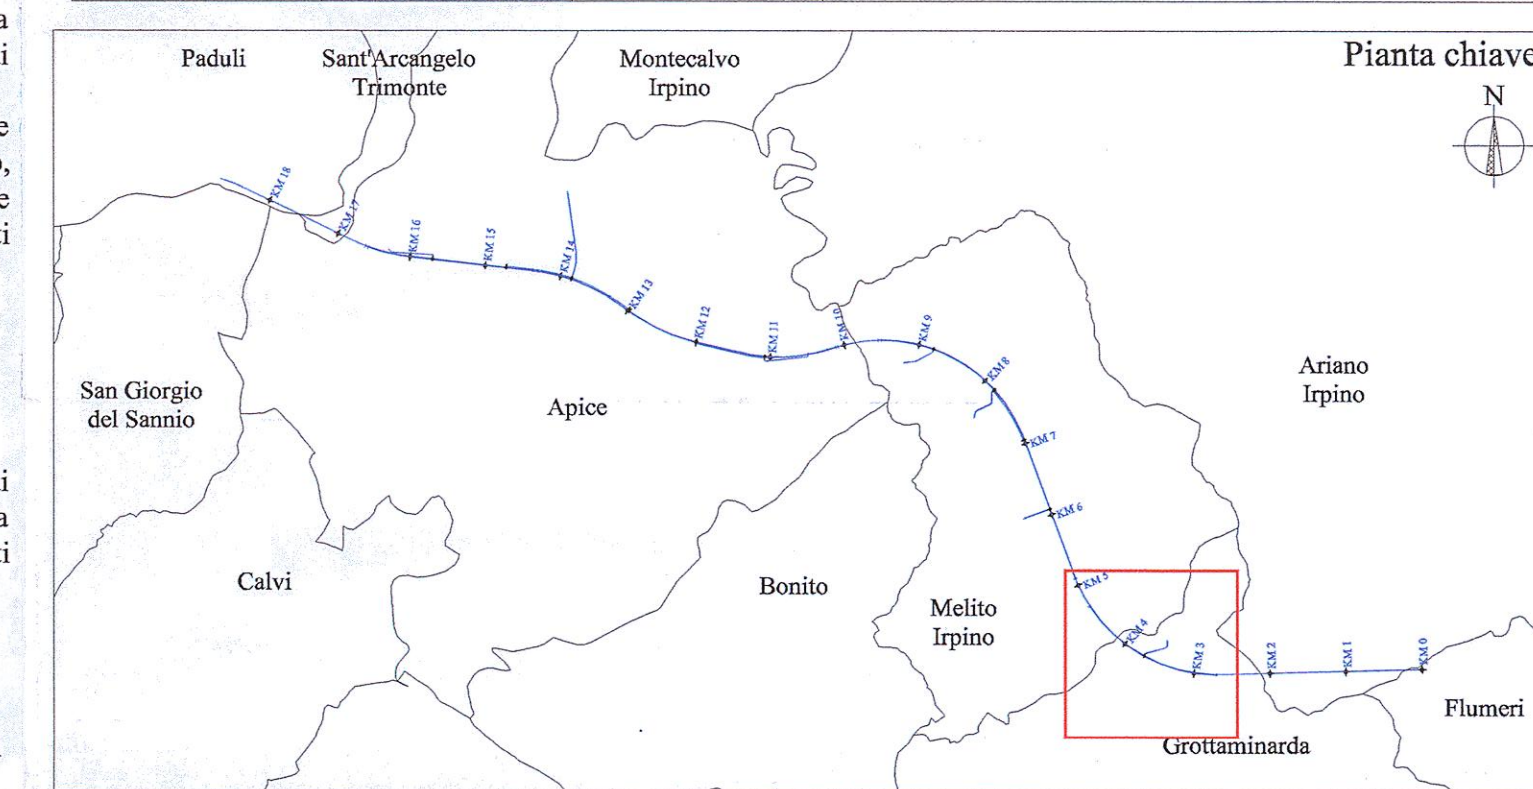 Pianta chiave
N
Paduli
Sant'Arcangelo
Trimonte
Montecalvo
Irpino
KM 18
KM 17
KM 16
KM 15
KM 14
KM 13
KM 12
KM 11
KM 10
KM 9
KM 8
KM 7
KM 6
KM 5
KM 4
KM 3
KM 2
KM 1
KM 0
San Giorgio
del Sannio
Apice
Ariano
Irpino
Calvi
Bonito
Melito
Irpino
Flumeri
Grottaminarda